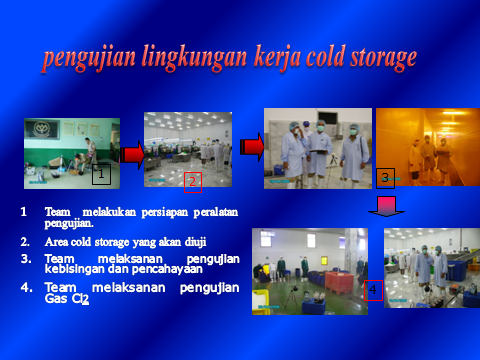 pengujian lingkungan kerja cold storage
1
2
3
4
1 Team melakukan persiapan peralatan
pengujian.
2. Area cold storage yang akan diuji
3. Team melaksanan pengujian
kebisingan dan pencahayaan
4. Team melaksanan pengujian
Gas Cl2